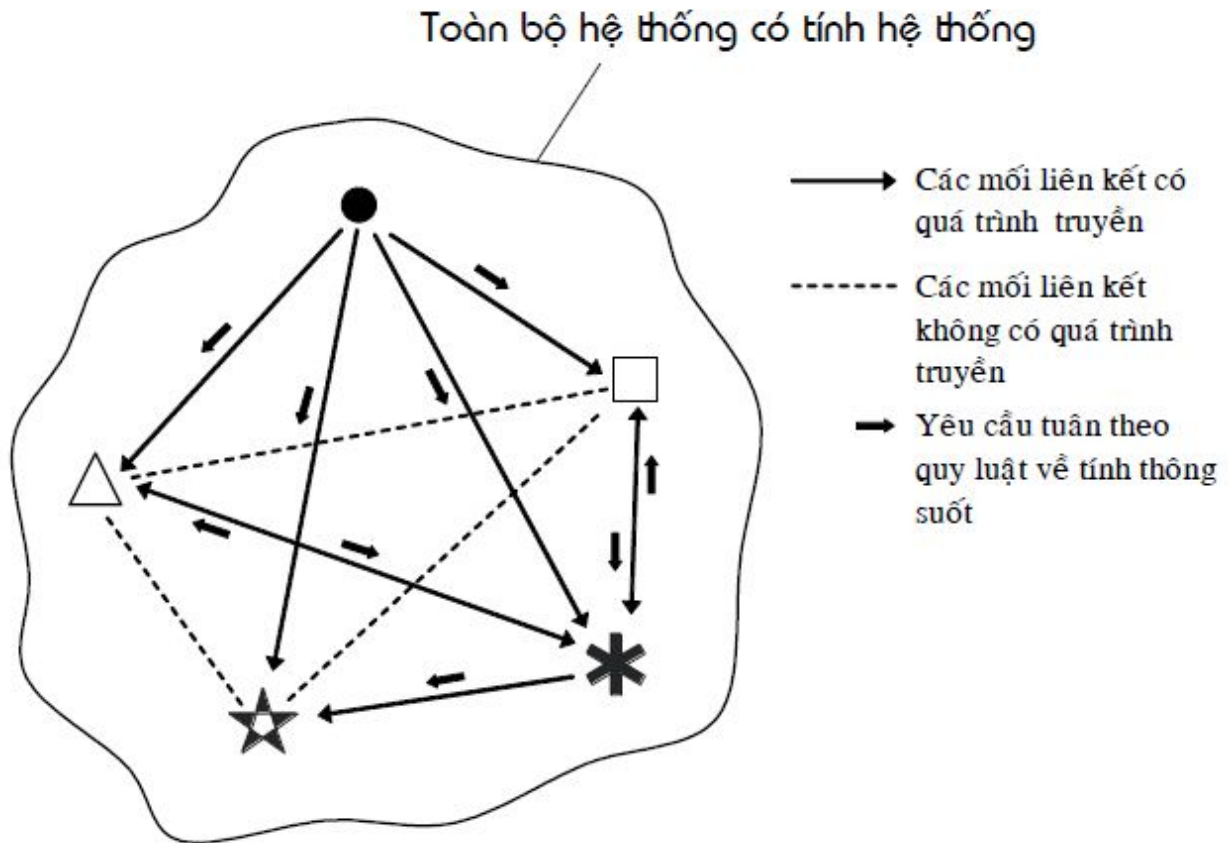 Toàn bộ hệ thống có tính hệ thống
Các mối liên kết có
quá trình truyền
Các mối liên kết
không có quá trình
truyền
Yêu cầu tuân theo
quy luật về tính thông
suốt